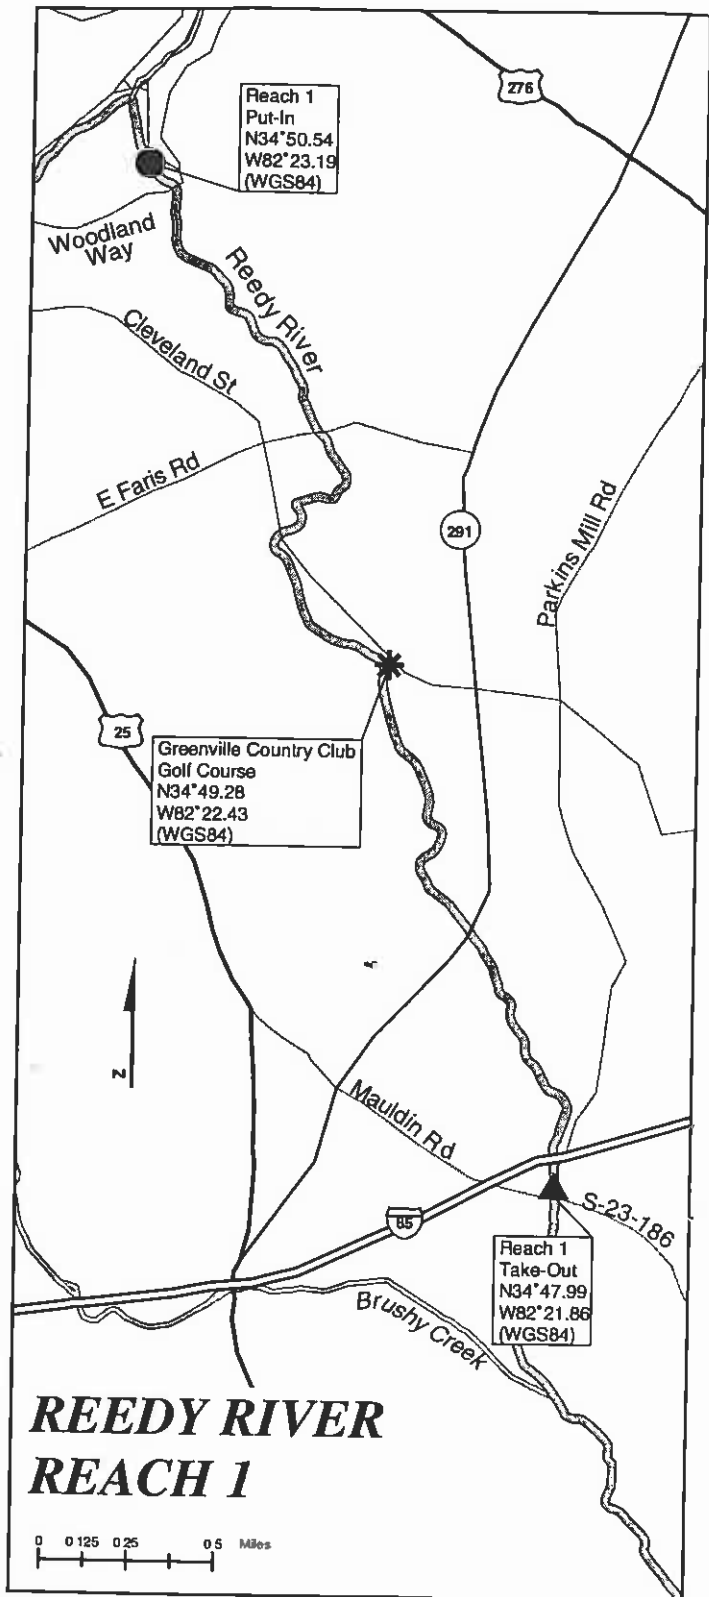 276
Reach 1
Put-In
N34°50.54
W82°23.19
(WGS84)
Woodland
Way
Reedy River
Cleveland St
E Faris Rd
291
Parkins Mill Rd
25
Greenville Country Club
Golf Course
N34°49.28
W82°22.43
(WGS84)
N
Mauldin Rd
85
S-23-186
Reach 1
Take-Out
N34°47.99
W82°21.86
(WGS84)
Brushy Creek
REEDY RIVER
REACH 1
0 0 125 0 25 0 5 Miles